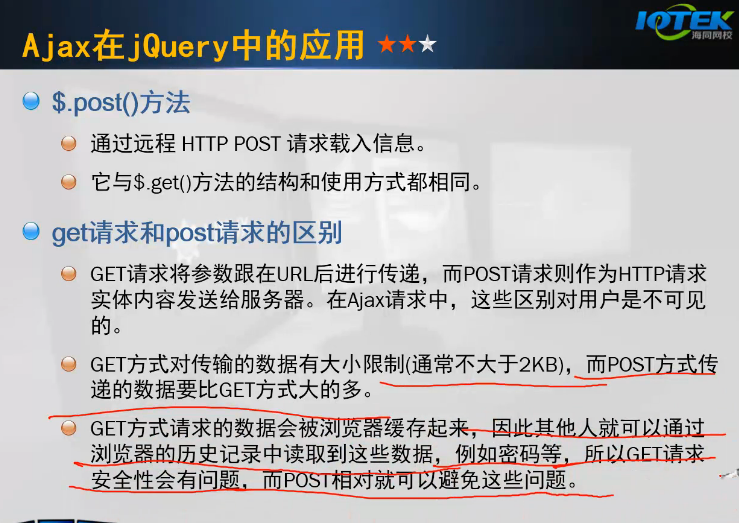 IOTEK
海同网校
Ajax在jQuery中的应用
$.post()方法
通过远程 HTTP POST 请求载入信息。
它与$.get()方法的结构和使用方式都相同。
get请求和post请求的区别
GET请求将参数跟在URL后进行传递，而POST请求则作为HTTP请求
实体内容发送给服务器。在Ajax请求中，这些区别对用户是不可见
的。
GET方式对传输的数据有大小限制(通常不大于2KB)，而POST方式传
递的数据要比GET方式大的多。
GET方式请求的数据会被浏览器缓存起来，因此其他人就可以通过
浏览器的历史记录中读取到这些数据，例如密码等，所以GET请求
安全性会有问题，而POST相对就可以避免这些问题。